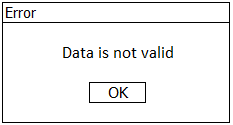 Error
Data is not valid
OK